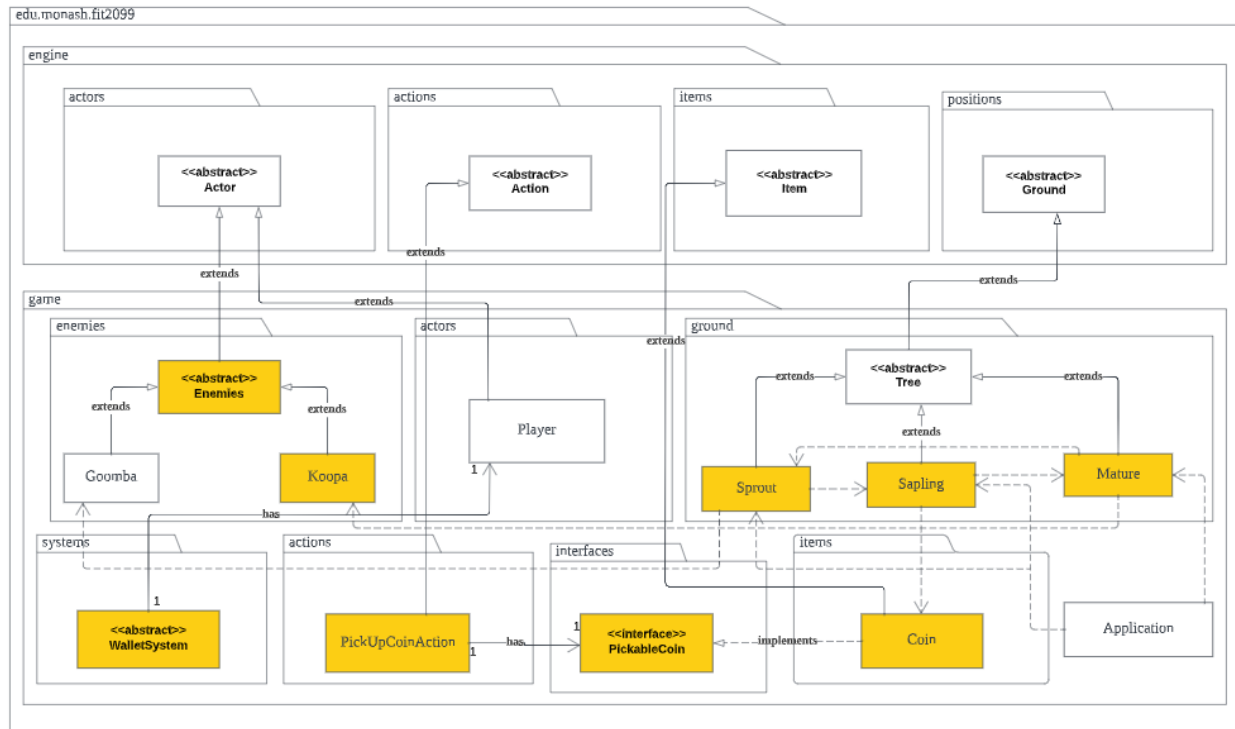 edu.monash.fit2099
engine
actors
actions
items
positions
<<abstract>>
Actor
<<abstract>>
Action
<<abstract>>
Item
<<abstract>>
Ground
extends
extends
game
extends
extends
enemies
actors
ground
extends
<<abstract>>
Enemies
<<abstract>>
Tree
extends
extends
extends
extends
extends
Player
Goomba
Koopa
1
Sprout
Sapling
Mature
has
systems
actions
interfaces
items
1
<<abstract>>
WalletSystem
PickUpCoinAction
1
has
1
<<interface>>
PickableCoin
implements
Coin
Application